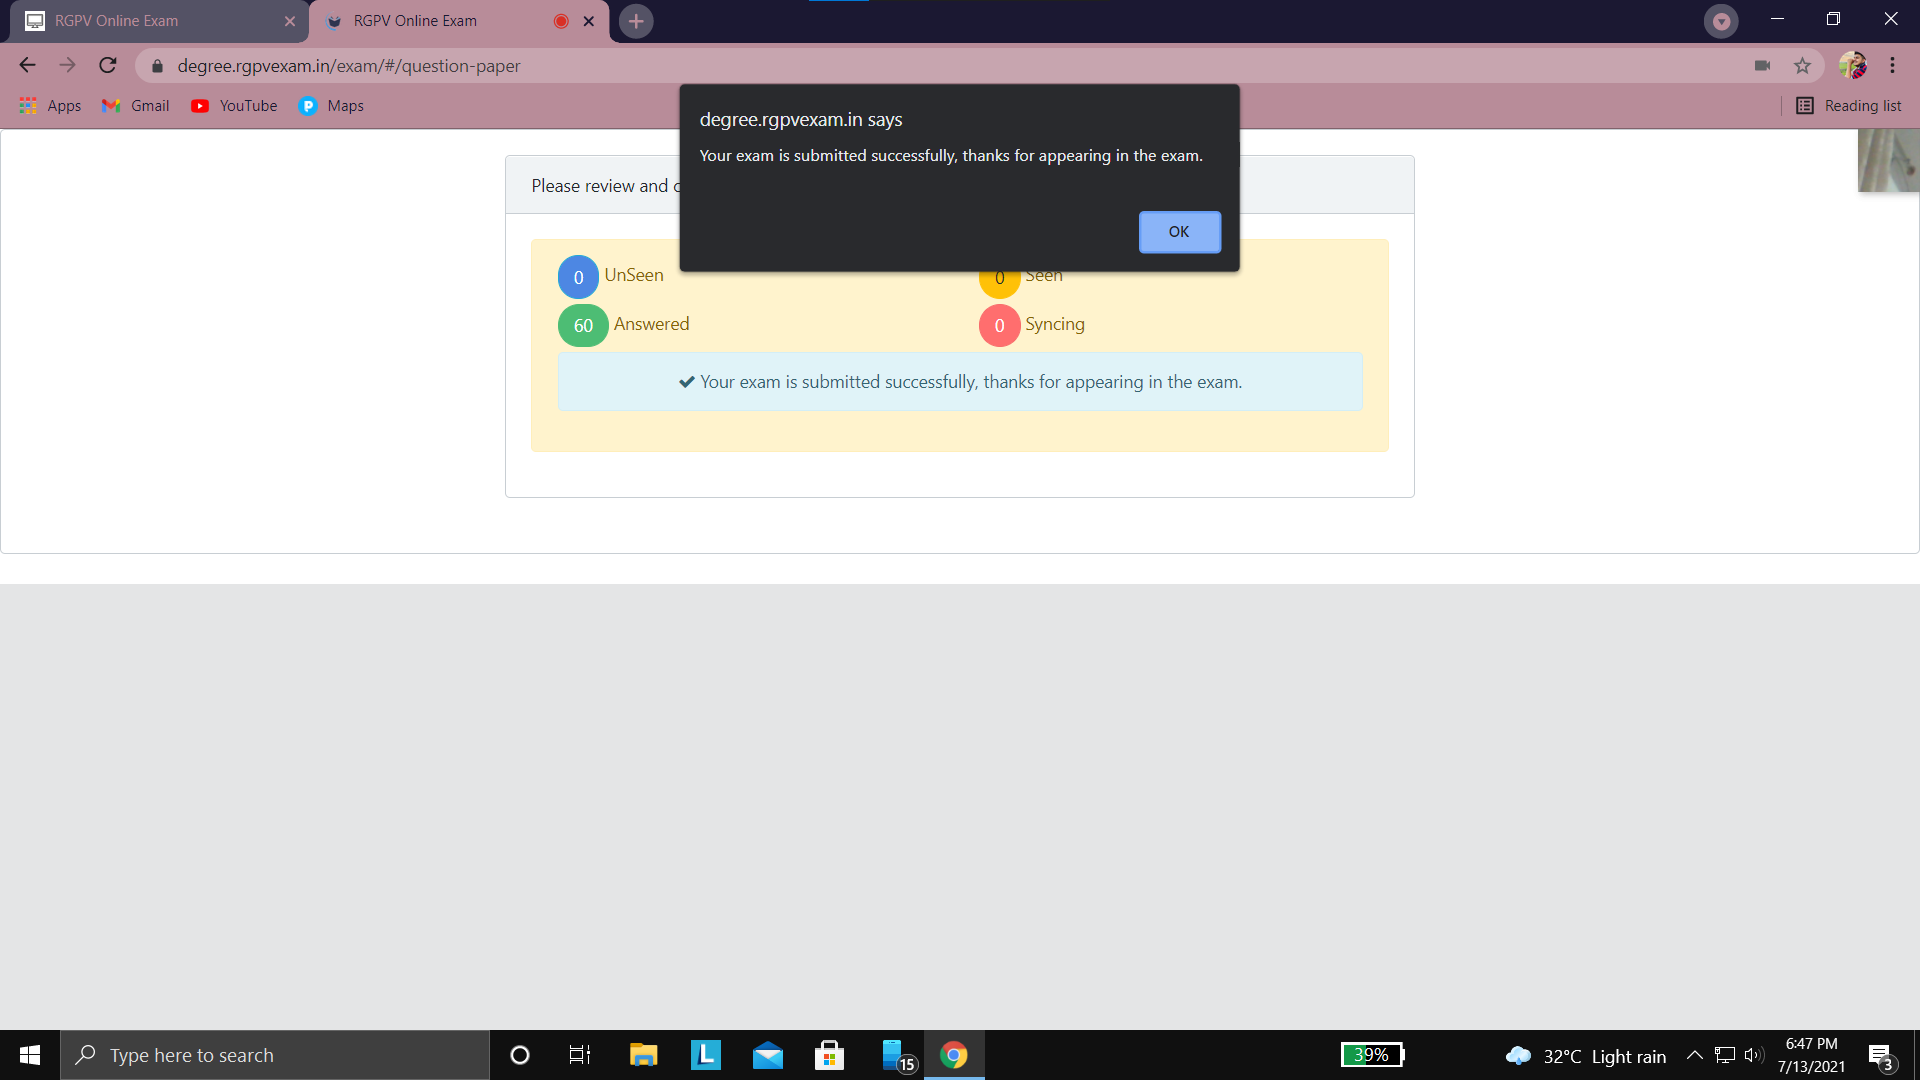 RGPV Online Exam
RGPV Online Exam
degree.rgpvexam.in/exam/#/question-paper
Apps Gmail YouTube Maps Reading list
degree.rgpvexam.in says
Your exam is submitted successfully, thanks for appearing in the exam.
OK
Please review and
0 UnSeen 0 Seen
60 Answered 0 Syncing
Your exam is submitted successfully, thanks for appearing in the exam.
Type here to search
L
15
39%
32°C Light rain
6:47 PM
7/13/2021
3